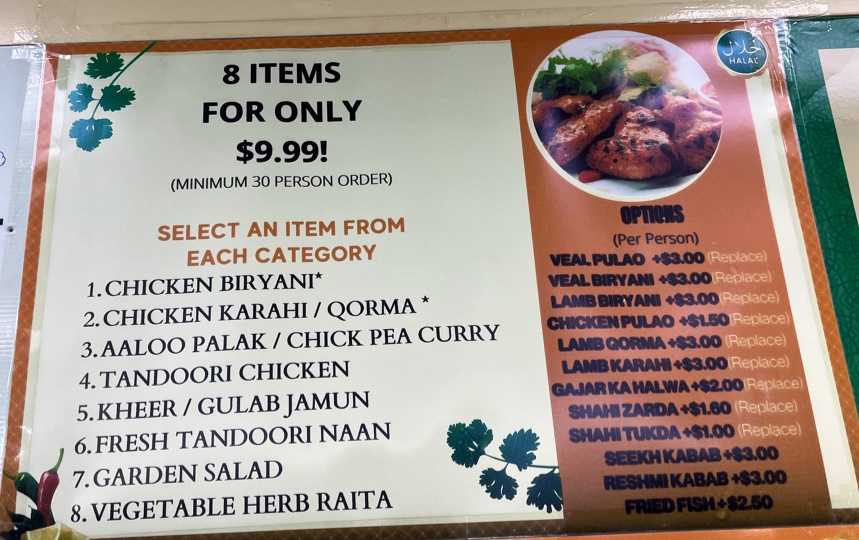 8 ITEMS
FOR ONLY
$9.99!
(MINIMUM 30 PERSON ORDER)
SELECT AN ITEM FROM
EACH CATEGORY
1. CHICKEN BIRYANI*
2. CHICKEN KARAHI / QORMA *
3. AALOO PALAK / CHICK PEA CURRY
4. TANDOORI CHICKEN
5. KHEER / GULAB JAMUN
6. FRESH TANDOORI NAAN
7. GARDEN SALAD
8. VEGETABLE HERB RAITA
حلال
HALAL
OPTIONS
(Per Person)
VEAL PULAO +$3.00 (Replace)
VEAL BIRYANI +$3.00 (Replace)
LAMB BIRYANI +$3.00 (Replace)
CHICKEN PULAO +$1.50 (Replace)
LAMB QORMA +$3.00 (Replace)
LAMB KARAHI +$3.00 (Replace)
GAJAR KA HALWA +$2.00 (Replace)
SHAHI ZARDA +$1.60 (Replace)
SHAHI TUKDA +$1.00 (Replace)
SEEKH KABAB +$3.00
RESHMI KABAB +$3.00
FRIED FISH +$2.50